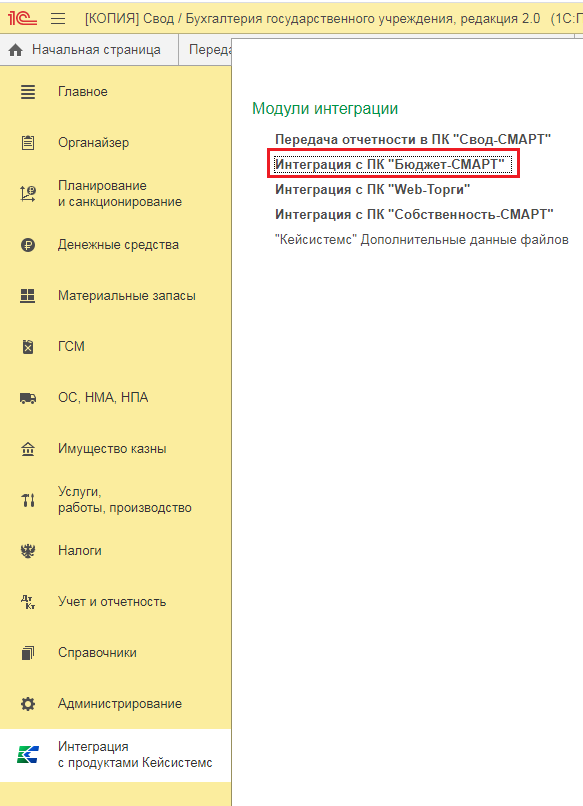 1С [КОПИЯ] Свод / Бухгалтерия государственного учреждения, редакция 2.0 (1С:П
Начальная страница Переда
Главное
Органайзер
Планирование
и санкционирование
Денежные средства
Материальные запасы
ГСМ
ОС, НМА, НПА
Имущество казны
Услуги,
работы, производство
Налоги
Дт
Кт
Учет и отчетность
Справочники
Администрирование
Интеграция
с продуктами Кейсистемс
Модули интеграции
Передача отчетности в ПК "Свод-СМАРТ"
Интеграция с ПК "Бюджет-СМАРТ"
Интеграция с ПК "Web-Торги"
Интеграция с ПК "Собственность-СМАРТ"
"Кейсистемс" Дополнительные данные файлов